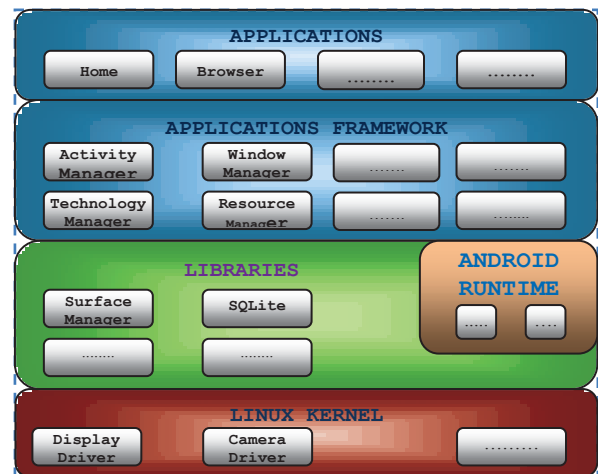 APPLICATIONS
Home
Browser
........
........
APPLICATIONS FRAMEWORK
Activity
Manager
Window
Manager
.......
.......
Technology
Manager
Resource
Manager
.......
........
LIBRARIES
ANDROID
RUNTIME
Surface
Manager
SQLite
.....
....
........
........
LINUX KERNEL
Display
Driver
Camera
Driver
.........